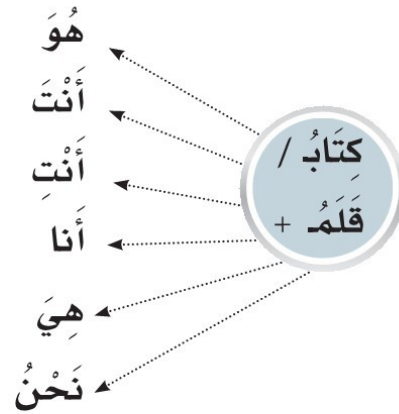 هُوَ
أَنْتَ
أَنْتِ
أَنا
هِيَ
نَحْنُ
كِتَابُ /
قَلَمُـ +